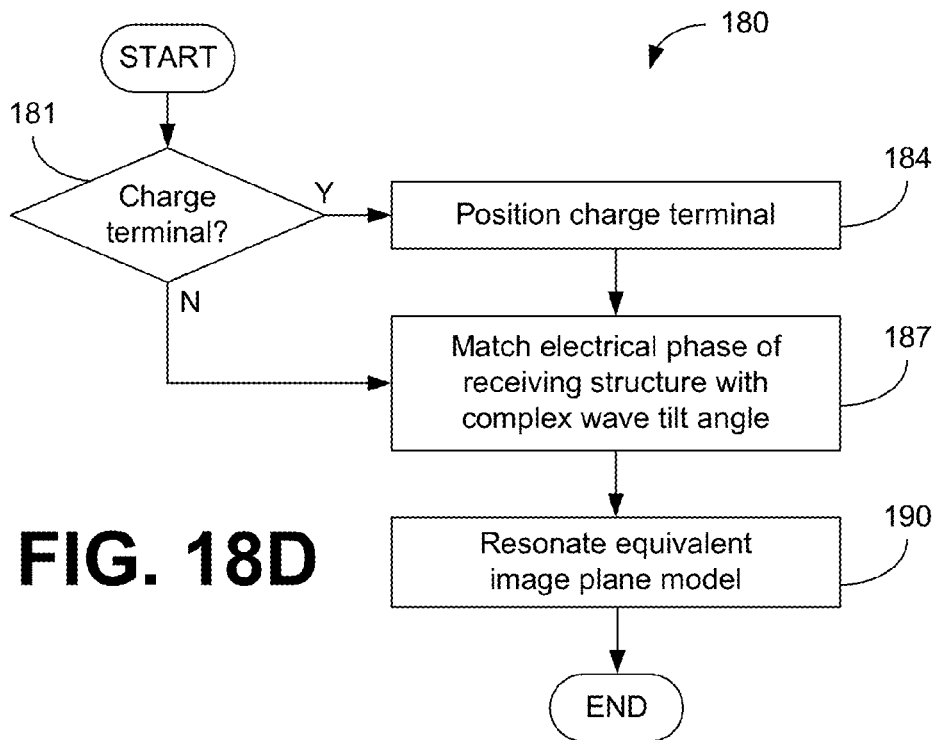 180
START
181
Charge
terminal?
Y
N
184
Position charge terminal
187
Match electrical phase of
receiving structure with
complex wave tilt angle
190
Resonate equivalent
image plane model
END
FIG. 18D